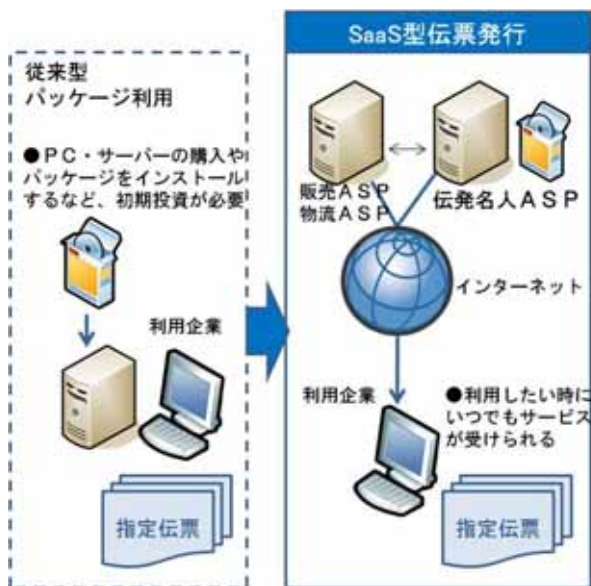 従来型
パッケージ利用
●PC・サーバーの購入や
パッケージをインストール
するなど、初期投資が必要
利用企業
指定伝票
SaaS型伝票発行
販売ASP
物流ASP
伝発名人ASP
インターネット
利用企業
●利用したい時に
いつでもサービス
が受けられる
指定伝票